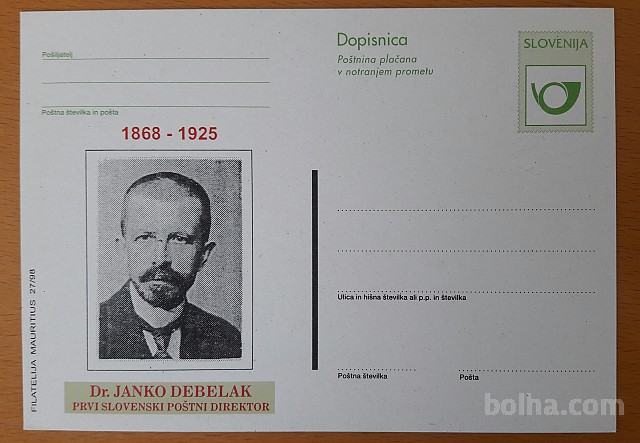 Pošiljatelj
Poštna številka in pošta
1868 - 1925
Dr. JANKO DEBELAK
PRVI SLOVENSKI POŠTNI DIREKTOR
FILATELIJA MAURITIUS 27/98
Dopisnica
Poštnina plačana
v notranjem prometu
SLOVENIJA
Ulica in hišna številka ali p.p. in številka
Poštna številka
Pošta
bolha.com